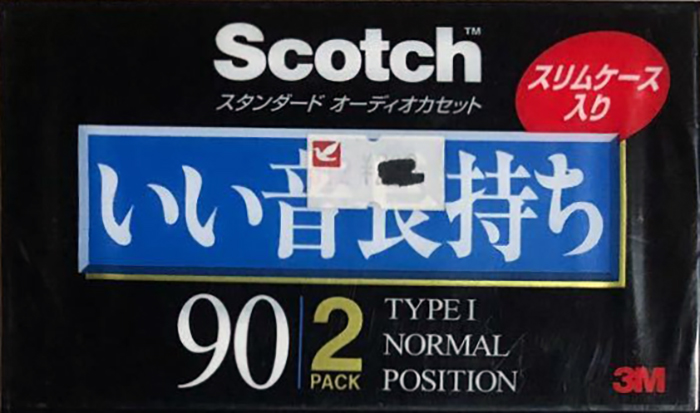 Scotch™
スタンダード オーディオカセット
スリムケース
入り
いい音長持ち
90
2
PACK
TYPE I
NORMAL
POSITION
3M